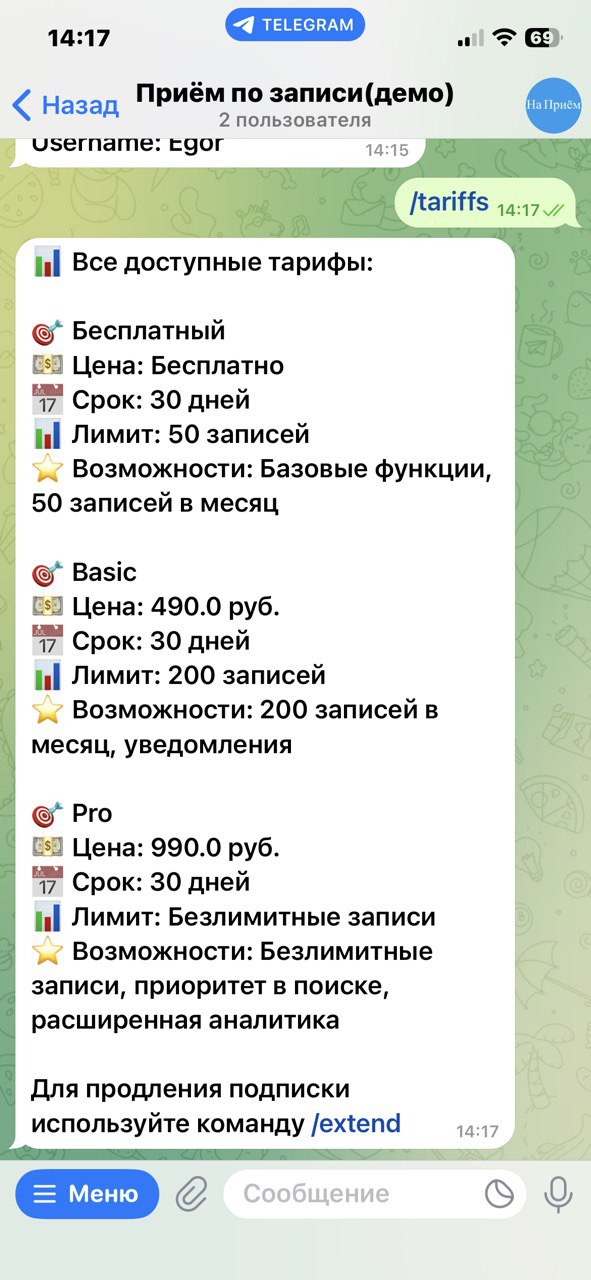 14:17
TELEGRAM
69
Назад
Приём по записи(демо)
2 пользователя
На Приём
Username: Egor
14:15
/tariffs 14:17
📊 Все доступные тарифы:
🎯 Бесплатный
💵 Цена: Бесплатно
📅 Срок: 30 дней
📊 Лимит: 50 записей
⭐ Возможности: Базовые функции,
50 записей в месяц
🎯 Basic
💵 Цена: 490.0 руб.
📅 Срок: 30 дней
📊 Лимит: 200 записей
⭐ Возможности: 200 записей в
месяц, уведомления
🎯 Pro
💵 Цена: 990.0 руб.
📅 Срок: 30 дней
📊 Лимит: Безлимитные записи
⭐ Возможности: Безлимитные
записи, приоритет в поиске,
расширенная аналитика
Для продления подписки
используйте команду /extend
14:17
Меню
Сообщение